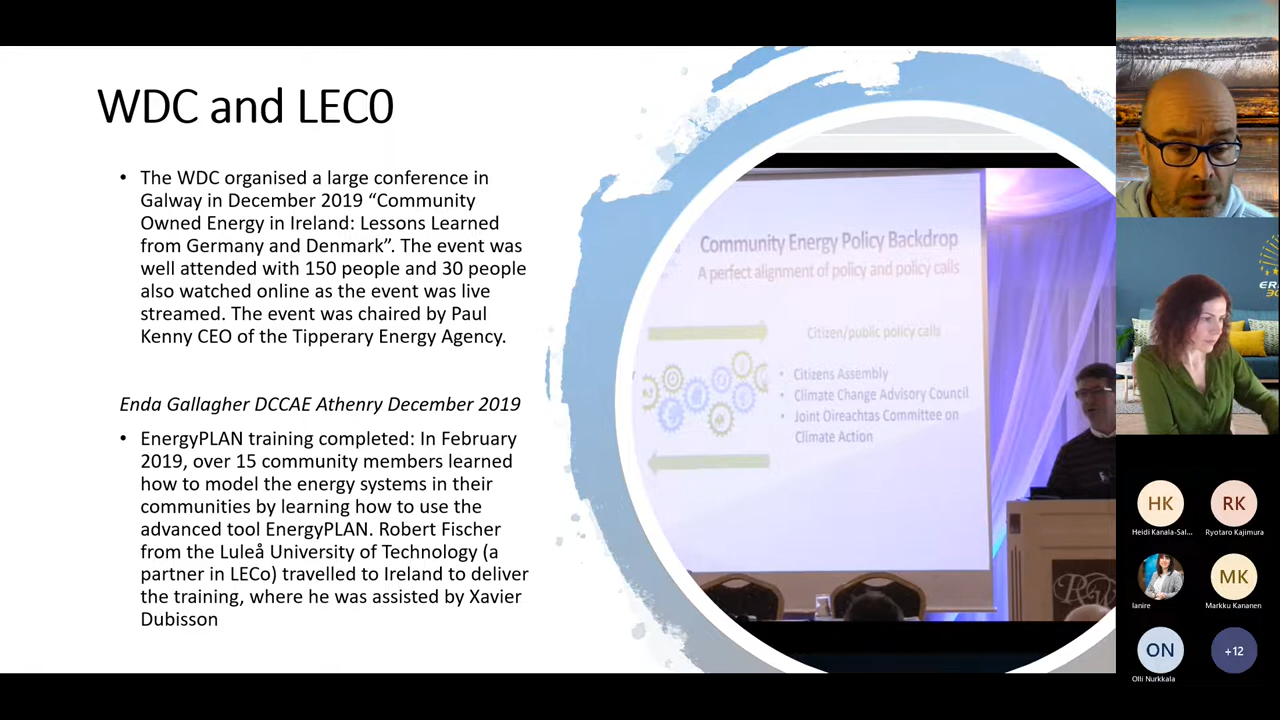 WDC and LEC0
• The WDC organised a large conference in
Galway in December 2019 “Community
Owned Energy in Ireland: Lessons Learned
from Germany and Denmark”. The event was
well attended with 150 people and 30 people
also watched online as the event was live
streamed. The event was chaired by Paul
Kenny CEO of the Tipperary Energy Agency.
Enda Gallagher DCCAE Athenry December 2019
• EnergyPLAN training completed: In February
2019, over 15 community members learned
how to model the energy systems in their
communities by learning how to use the
advanced tool EnergyPLAN. Robert Fischer
from the Luleå University of Technology (a
partner in LECo) travelled to Ireland to deliver
the training, where he was assisted by Xavier
Dubisson
Community Energy Policy Backdrop
A perfect alignment of policy and policy calls
Citizen/public policy calls
• Citizens Assembly
• Climate Change Advisory Council
• Joint Oireachtas Committee on
Climate Action
HK
Heidi Kanala-Sal...
RK
Ryotaro Kajimura
Ianire
MK
Markku Kananen
ON
Olli Nurkkala
+12